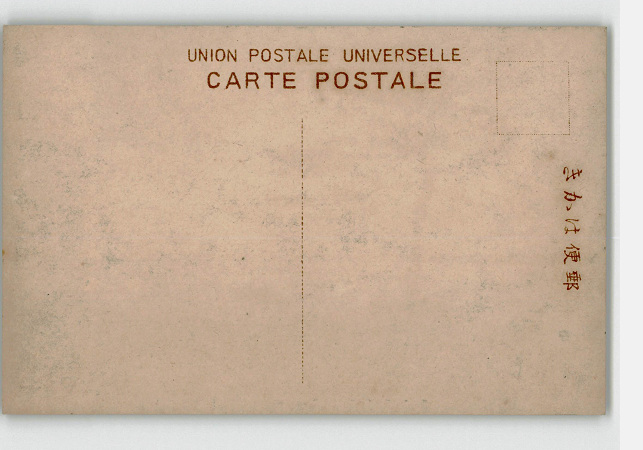 UNION POSTALE UNIVERSELLE
CARTE POSTALE
きかは便郵